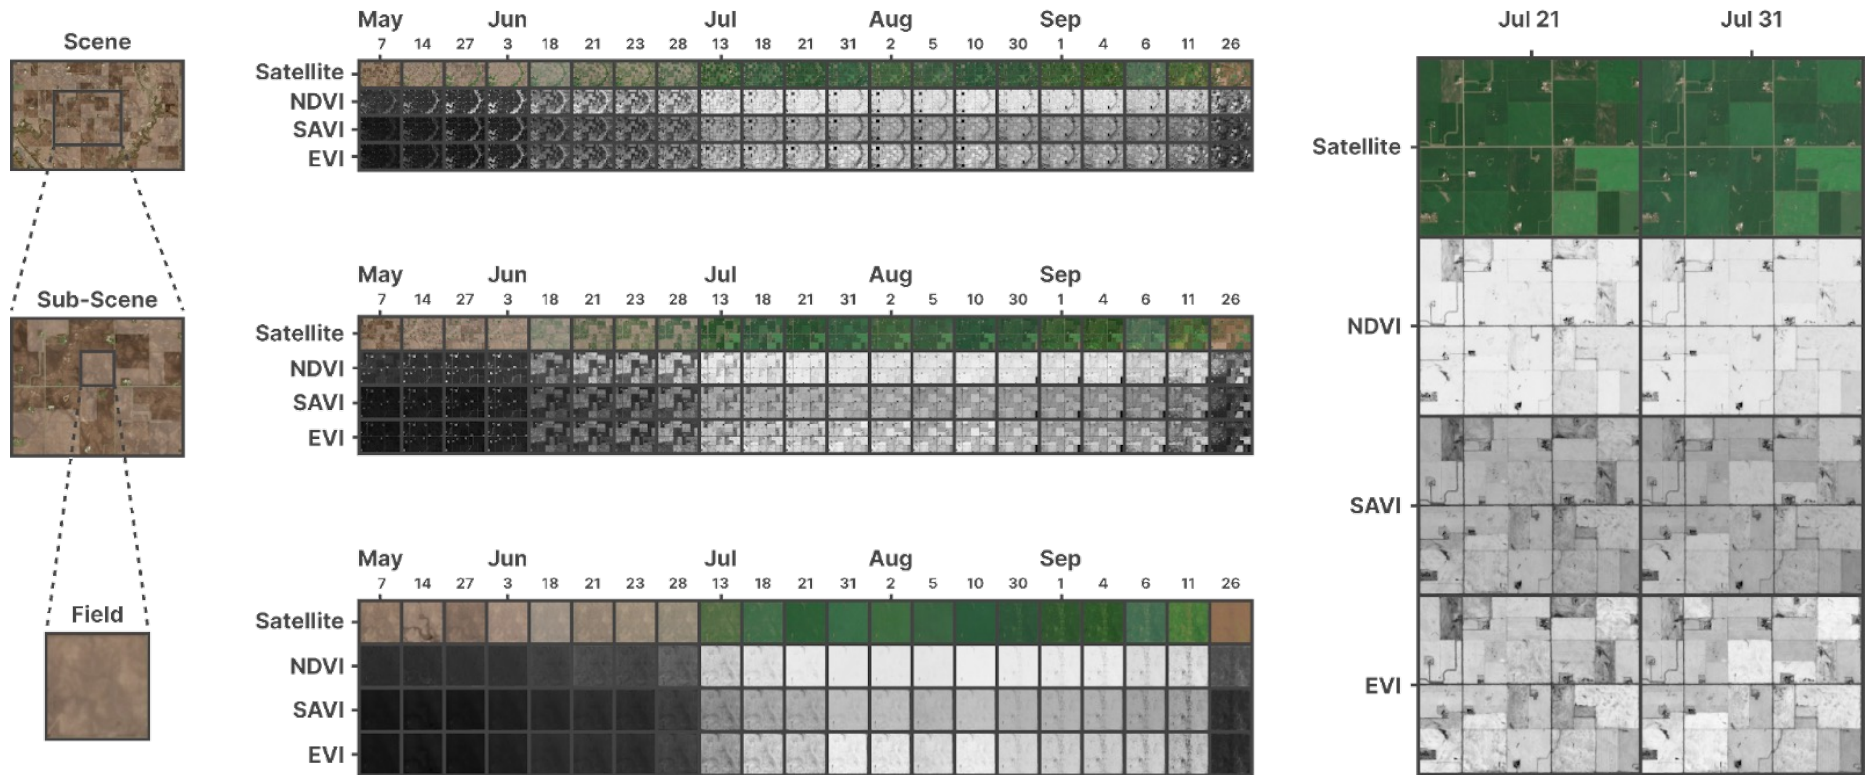 Scene
Sub-Scene
Field
May Jun Jul Aug Sep
7 14 27 3 18 21 23 28 13 18 21 31 2 5 10 30 1 4 6 11 26
Satellite
NDVI
SAVI
EVI
May Jun Jul Aug Sep
7 14 27 3 18 21 23 28 13 18 21 31 2 5 10 30 1 4 6 11 26
Satellite
NDVI
SAVI
EVI
May Jun Jul Aug Sep
7 14 27 3 18 21 23 28 13 18 21 31 2 5 10 30 1 4 6 11 26
Satellite
NDVI
SAVI
EVI
Jul 21 Jul 31
Satellite
NDVI
SAVI
EVI